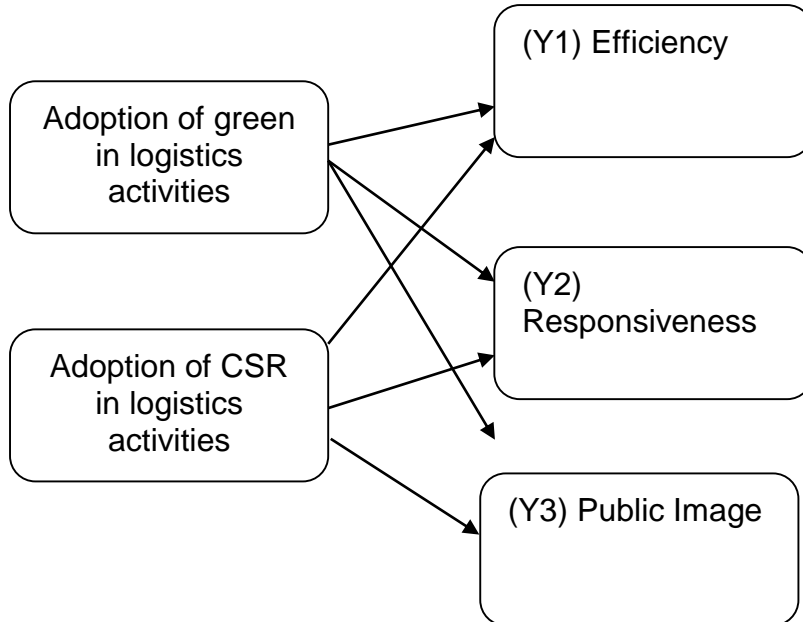 Adoption of green
in logistics
activities
Adoption of CSR
in logistics
activities
(Y1) Efficiency
(Y2)
Responsiveness
(Y3) Public Image